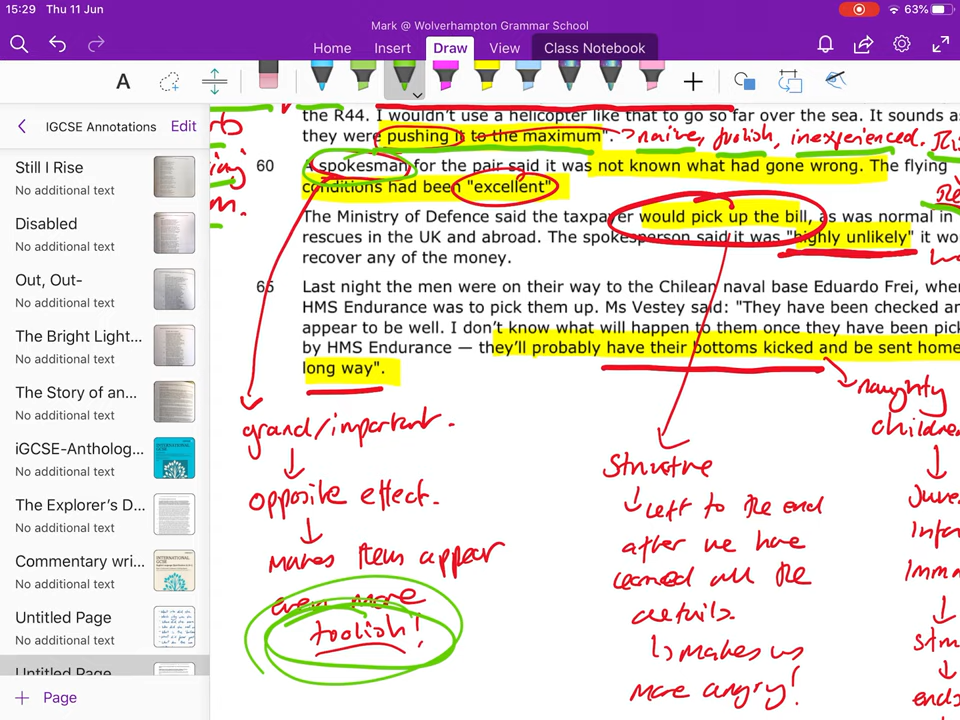 15:29 Thu 11 Jun
63%
Mark @ Wolverhampton Grammar School
Home Insert Draw View Class Notebook
A
IGCSE Annotations Edit
Still I Rise
No additional text
Disabled
No additional text
Out, Out-
No additional text
The Bright Light...
No additional text
The Story of an...
No additional text
iGCSE-Antholog...
No additional text
The Explorer's D...
No additional text
Commentary wri...
No additional text
Untitled Page
No additional text
Untitled Page
+ Page
the R44. I wouldn't use a helicopter like that to go so far over the sea. It sounds as
they were pushing it to the maximum". naive, foolish, inexperienced.
60 A spokesman for the pair said it was not known what had gone wrong. The flying
conditions had been "excellent"
The Ministry of Defence said the taxpayer would pick up the bill, as was normal in
rescues in the UK and abroad. The spokesperson said it was "highly unlikely" it wo
recover any of the money.
65 Last night the men were on their way to the Chilean naval base Eduardo Frei, wher
HMS Endurance was to pick them up. Ms Vestey said: "They have been checked an
appear to be well. I don't know what will happen to them once they have been pick
by HMS Endurance — they'll probably have their bottoms kicked and be sent home
long way".
grand/important.
opposite effect.
makes them appear
even more
foolish!
Structure
Left to the end
after we have
learned all the
details.
makes us
more angry!
naughty
children